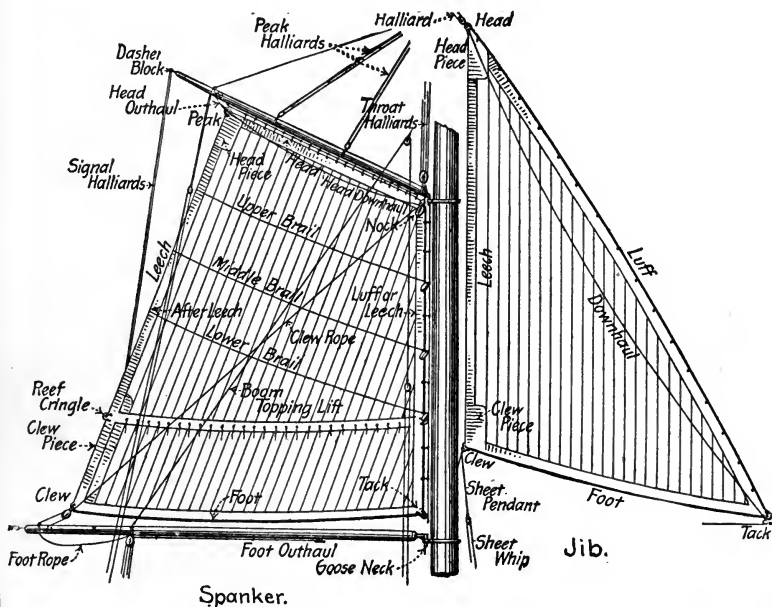 Halliard
Head
Peak
Halliards
Dasher
Block
Head
Piece
Head
Outhaul
Peak
Throat
Halliards
Head
Piece
Head
Head Downhaul
Signal
Halliards
Nock
Upper Brail
Leech
Middle Brail
Luff or
Leech
Leech
Luff
Downhaul
After Leech
Clew Rope
Lower Brail
Boom
Topping Lift
Reef
Cringle
Clew
Piece
Clew
Piece
Clew
Clew
Foot
Tack
Sheet
Pendant
Foot
Tack
Foot Rope
Foot Outhaul
Goose Neck
Sheet
Whip
Jib.
Spanker.